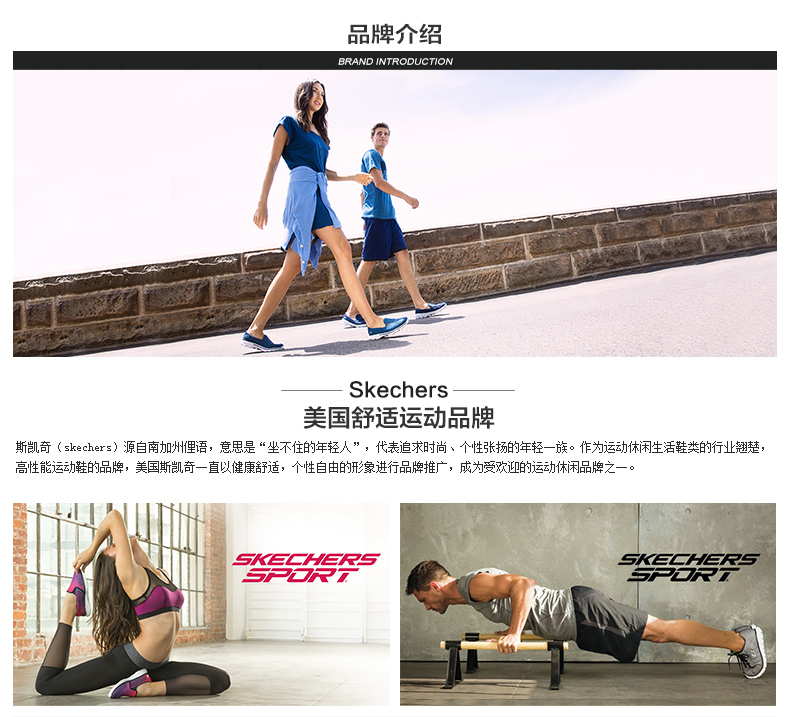 品牌介绍
BRAND INTRODUCTION
Skechers
美国舒适运动品牌
斯凯奇（skechers）源自南加州俚语，意思是“坐不住的年轻人”，代表追求时尚、个性张扬的年轻一族。作为运动休闲生活鞋类的行业翘楚，
高性能运动鞋的品牌，美国斯凯奇一直以健康舒适，个性自由的形象进行品牌推广，成为受欢迎的运动休闲品牌之一。
SKECHERS
SPORT
SKECHERS
SPORT